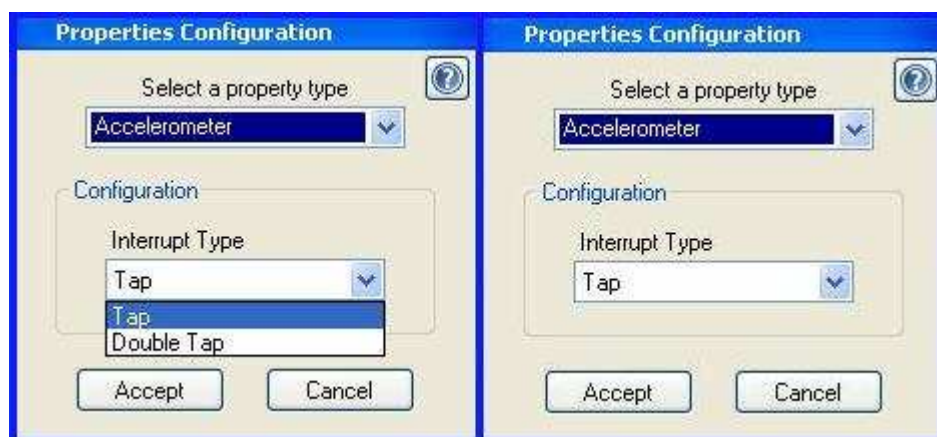 Properties Configuration
Select a property type
Accelerometer
Configuration
Interrupt Type
Tap
Tap
Double Tap
Accept Cancel
Properties Configuration
Select a property type
Accelerometer
Configuration
Interrupt Type
Tap
Accept Cancel